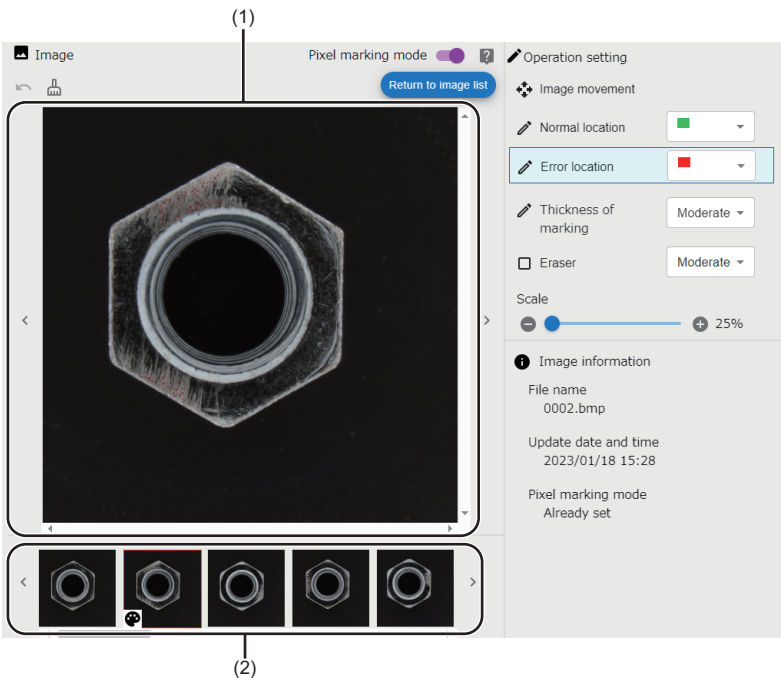 (1)
Image
Pixel marking mode
?
Return to image list
Operation setting
Image movement
Normal location
Error location
Thickness of
marking
Moderate
Eraser
Moderate
Scale
25%
Image information
File name
0002.bmp
Update date and time
2023/01/18 15:28
Pixel marking mode
Already set
(2)